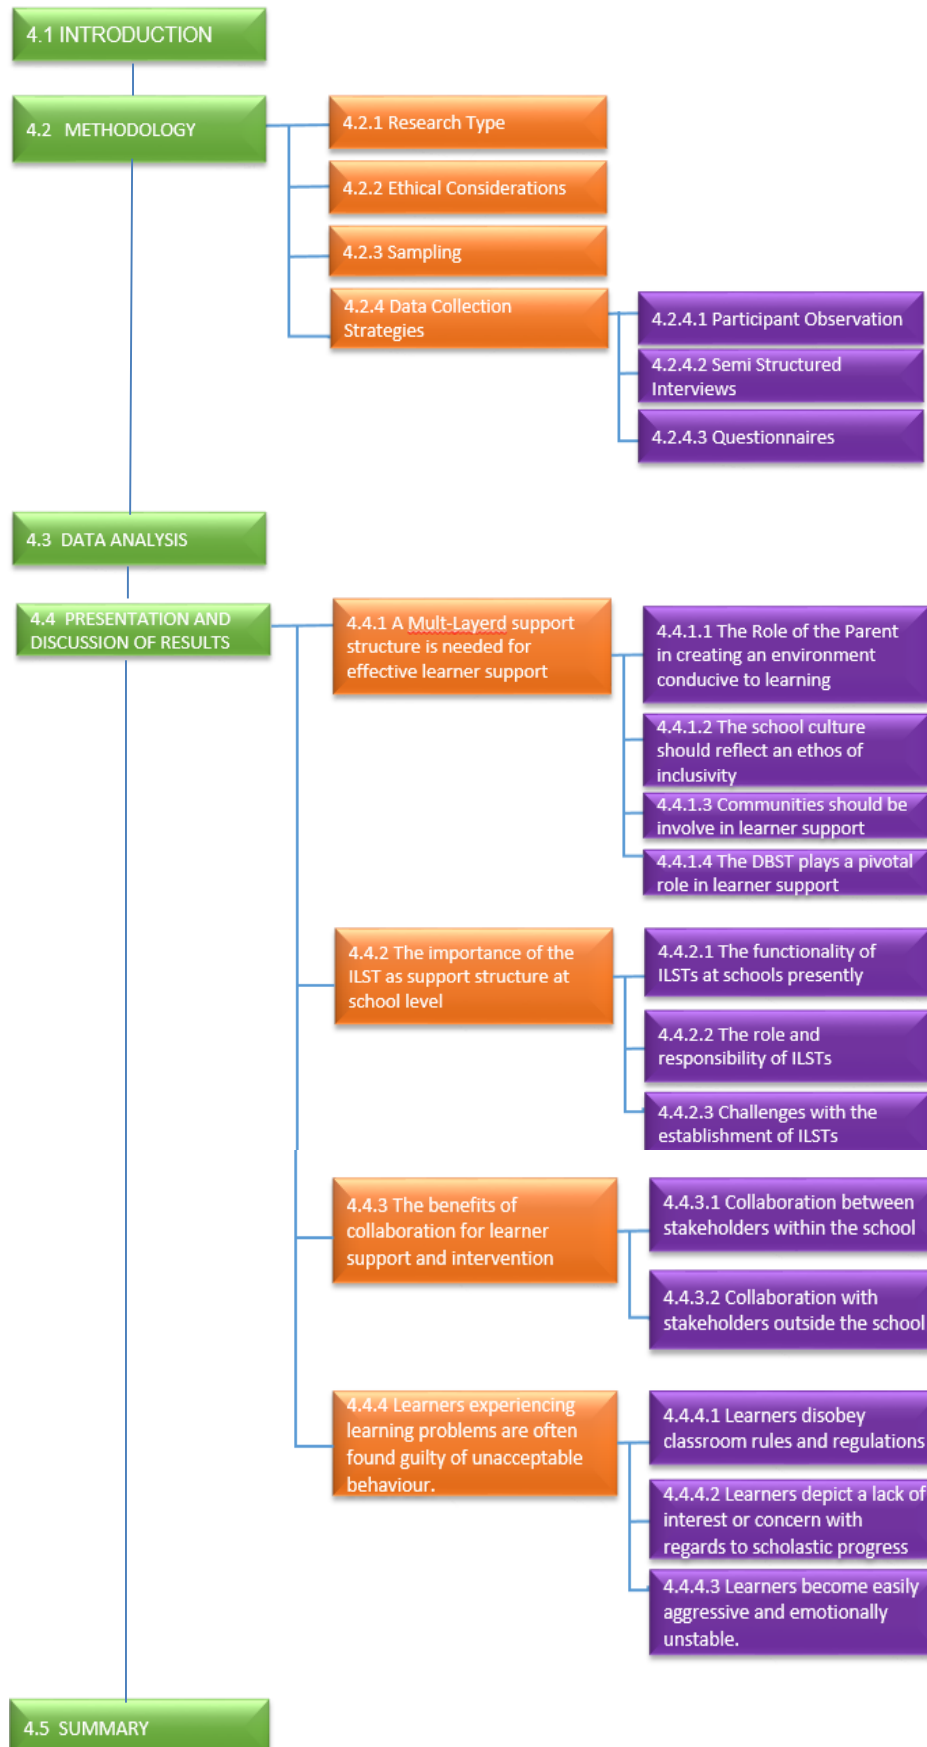 4.1 INTRODUCTION
4.2 METHODOLOGY
4.2.1 Research Type
4.2.2 Ethical Considerations
4.2.3 Sampling
4.2.4 Data Collection
Strategies
4.2.4.1 Participant Observation
4.2.4.2 Semi Structured
Interviews
4.2.4.3 Questionnaires
4.3 DATA ANALYSIS
4.4 PRESENTATION AND
DISCUSSION OF RESULTS
4.4.1 A Mult-Layerd support
structure is needed for
effective learner support
4.4.1.1 The Role of the Parent
in creating an environment
conducive to learning
4.4.1.2 The school culture
should reflect an ethos of
inclusivity
4.4.1.3 Communities should be
involve in learner support
4.4.1.4 The DBST plays a pivotal
role in learner support
4.4.2 The importance of the
ILST as support structure at
school level
4.4.2.1 The functionality of
ILSTs at schools presently
4.4.2.2 The role and
responsibility of ILSTs
4.4.2.3 Challenges with the
establishment of ILSTs
4.4.3 The benefits of
collaboration for learner
support and intervention
4.4.3.1 Collaboration between
stakeholders within the school
4.4.3.2 Collaboration with
stakeholders outside the school
4.4.4 Learners experiencing
learning problems are often
found guilty of unacceptable
behaviour.
4.4.4.1 Learners disobey
classroom rules and regulations
4.4.4.2 Learners depict a lack of
interest or concern with
regards to scholastic progress
4.4.4.3 Learners become easily
aggressive and emotionally
unstable.
4.5 SUMMARY